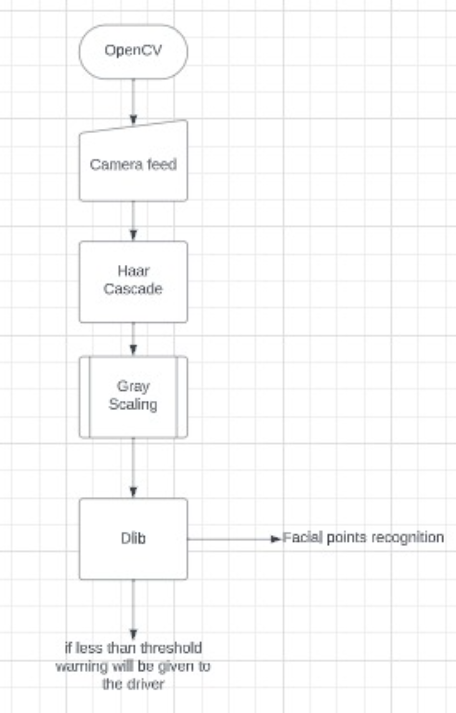 OpenCV
Camera feed
Haar
Cascade
Gray
Scaling
Dlib
Facial points recognition
if less than threshold
warning will be given to
the driver